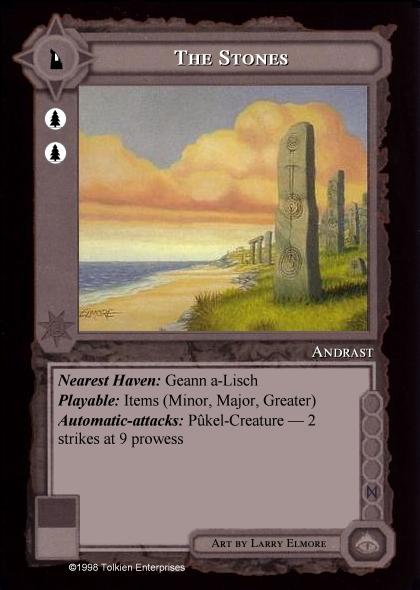 THE STONES
ELMORE
ANDRAST
Nearest Haven: Geann a-Lisch
Playable: Items (Minor, Major, Greater)
Automatic-attacks: Pûkel-Creature — 2
strikes at 9 prowess
ART BY LARRY ELMORE
©1998 Tolkien Enterprises